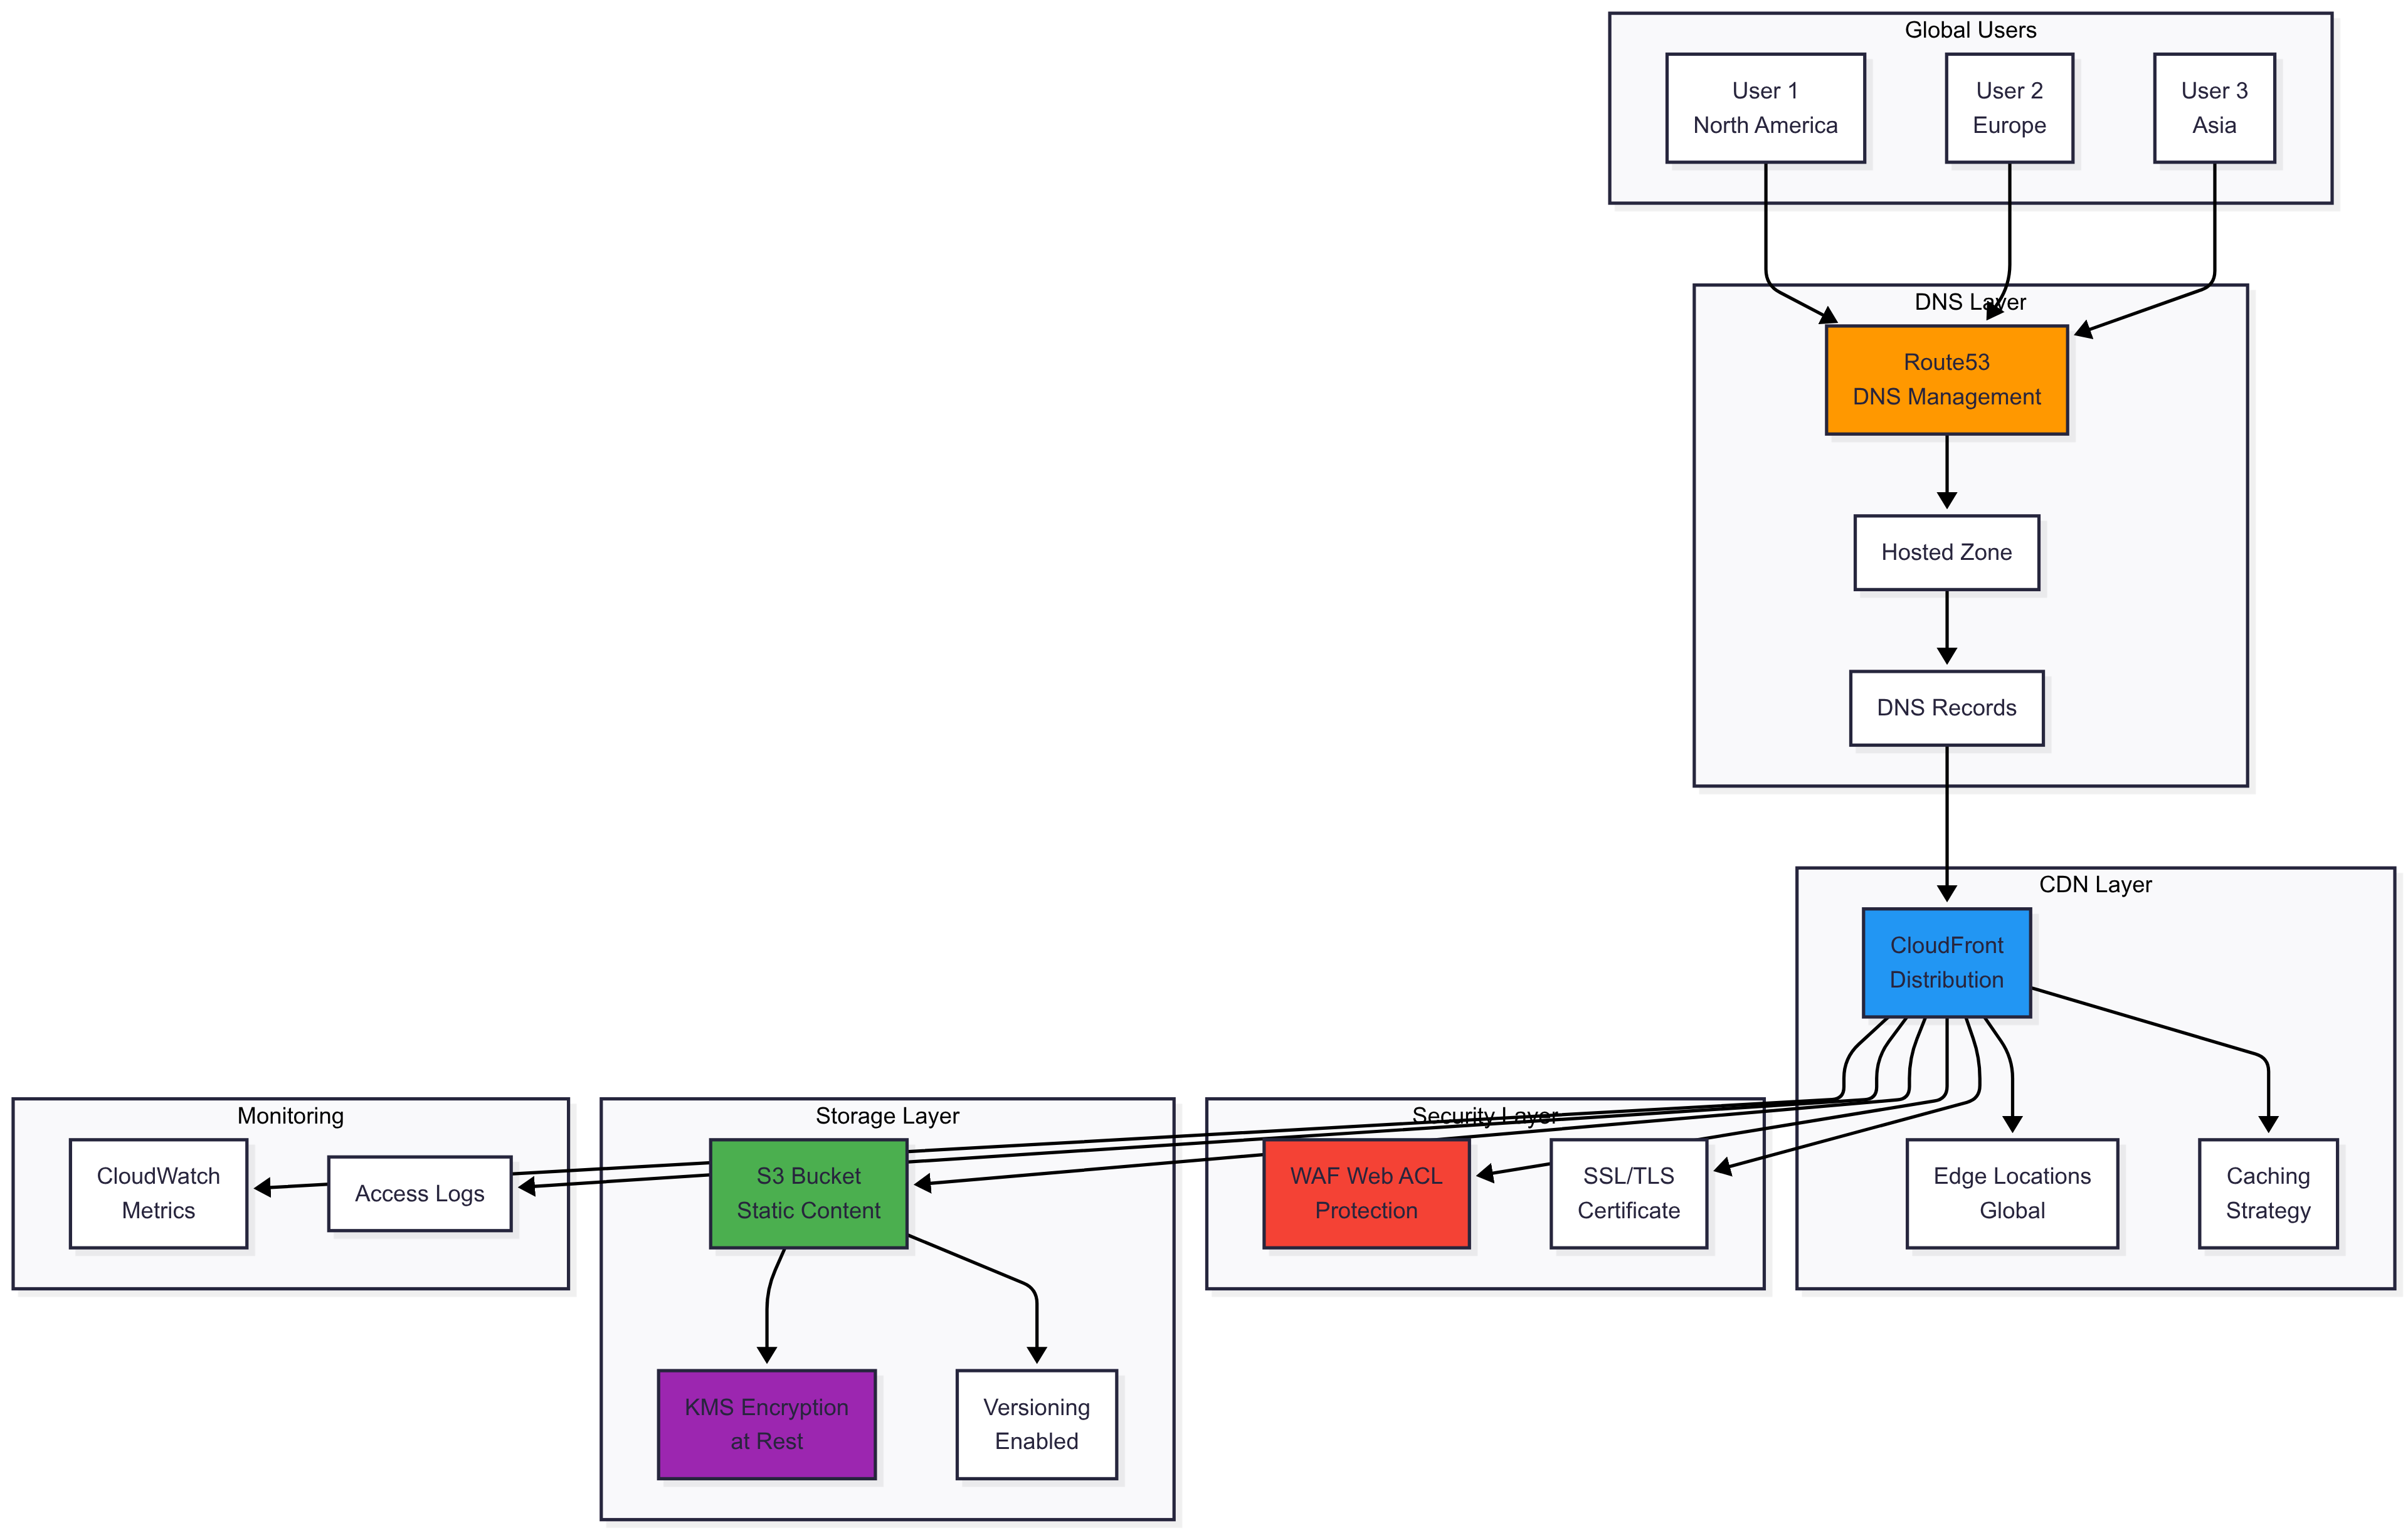 Global Users
User 1
North America
User 2
Europe
User 3
Asia
DNS Layer
Route53
DNS Management
Hosted Zone
DNS Records
CDN Layer
CloudFront
Distribution
Monitoring
CloudWatch
Metrics
Access Logs
Storage Layer
S3 Bucket
Static Content
KMS Encryption
at Rest
Versioning
Enabled
Security Layer
WAF Web ACL
Protection
SSL/TLS
Certificate
Edge Locations
Global
Caching
Strategy